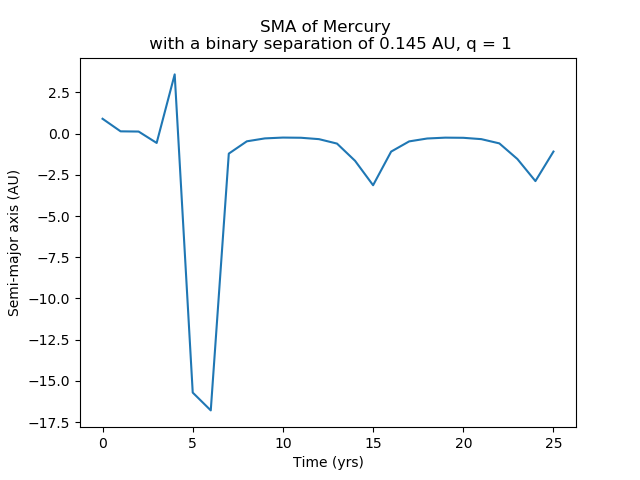 SMA of Mercury
with a binary separation of 0.145 AU, q = 1
Semi-major axis (AU)
2.5
0.0
−2.5
−5.0
−7.5
−10.0
−12.5
−15.0
−17.5
0 5 10 15 20 25
Time (yrs)